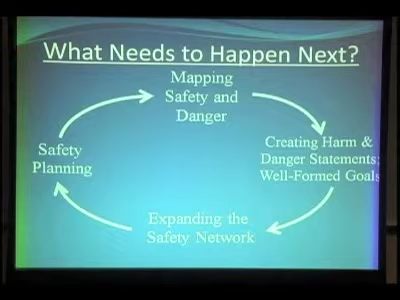 What Needs to Happen Next?
Mapping
Safety and
Danger
Creating Harm &
Danger Statements;
Well-Formed Goals
Expanding the
Safety Network
Safety
Planning